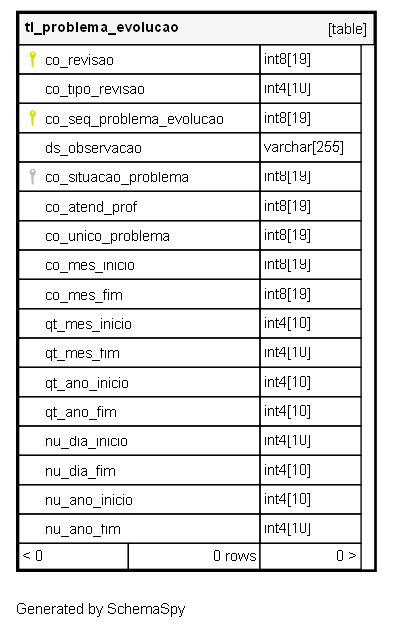 tl_problema_evolucao [table]
co_revisao int8[19]
co_tipo_revisao int4[10]
co_seq_problema_evolucao int8[19]
ds_observacao varchar[255]
co_situacao_problema int8[19]
co_atend_prof int8[19]
co_unico_problema int8[19]
co_mes_inicio int8[19]
co_mes_fim int8[19]
qt_mes_inicio int4[10]
qt_mes_fim int4[10]
qt_ano_inicio int4[10]
qt_ano_fim int4[10]
nu_dia_inicio int4[10]
nu_dia_fim int4[10]
nu_ano_inicio int4[10]
nu_ano_fim int4[10]
< 0 0 rows 0 >
Generated by SchemaSpy